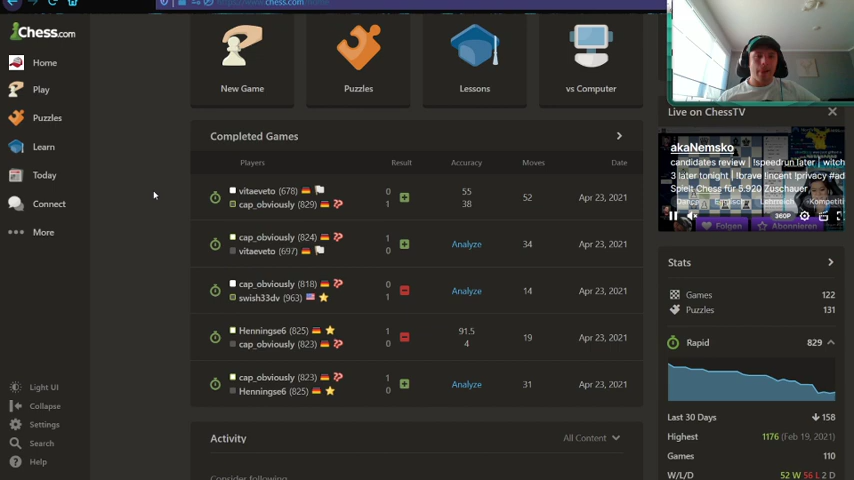 Chess.com
Home
Play
Puzzles
Learn
Today
Connect
More
Light UI
Collapse
Settings
Search
Help
New Game
Puzzles
Lessons
vs Computer
Completed Games
Players Result Accuracy Moves Date
vitaeveto (678) 0 55 52 Apr 23, 2021
cap_obviously (829) 1 38
cap_obviously (824) 1 Analyze 34 Apr 23, 2021
vitaeveto (697) 0
cap_obviously (818) 0 Analyze 14 Apr 23, 2021
swish33dv (963) 1
Henningse6 (825) 1 91.5 19 Apr 23, 2021
cap_obviously (823) 0 4
cap_obviously (823) 1 Analyze 31 Apr 23, 2021
Henningse6 (825) 0
Activity All Content
Consider following
Live on ChessTV
akaNemsko
candidates review | !speedrun later | witch
3 later tonight | !brave !incent !privacy #ad
Spielt Chess für 5.920 Zuschauer
360P
Folgen Abonnieren
Stats
Games 122
Puzzles 131
Rapid 829
Last 30 Days 158
Highest 1176 (Feb 19, 2021)
Games 110
W/L/D 52 W 56 L 2 D